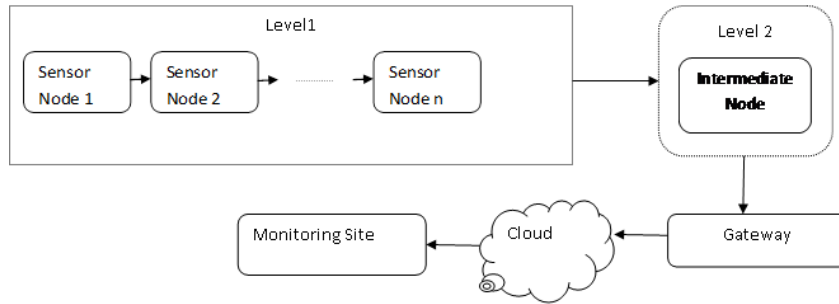 Level1
Sensor
Node 1
Sensor
Node 2
Sensor
Node n
Level 2
Intermediate
Node
Monitoring Site
Cloud
Gateway